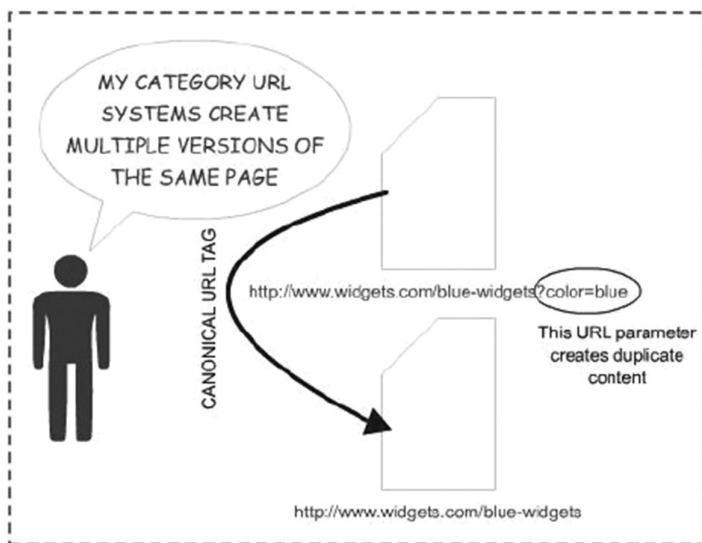 MY CATEGORY URL
SYSTEMS CREATE
MULTIPLE VERSIONS OF
THE SAME PAGE
CANONICAL URL TAG
http://www.widgets.com/blue-widgets?color=blue
This URL parameter
creates duplicate
content
http://www.widgets.com/blue-widgets